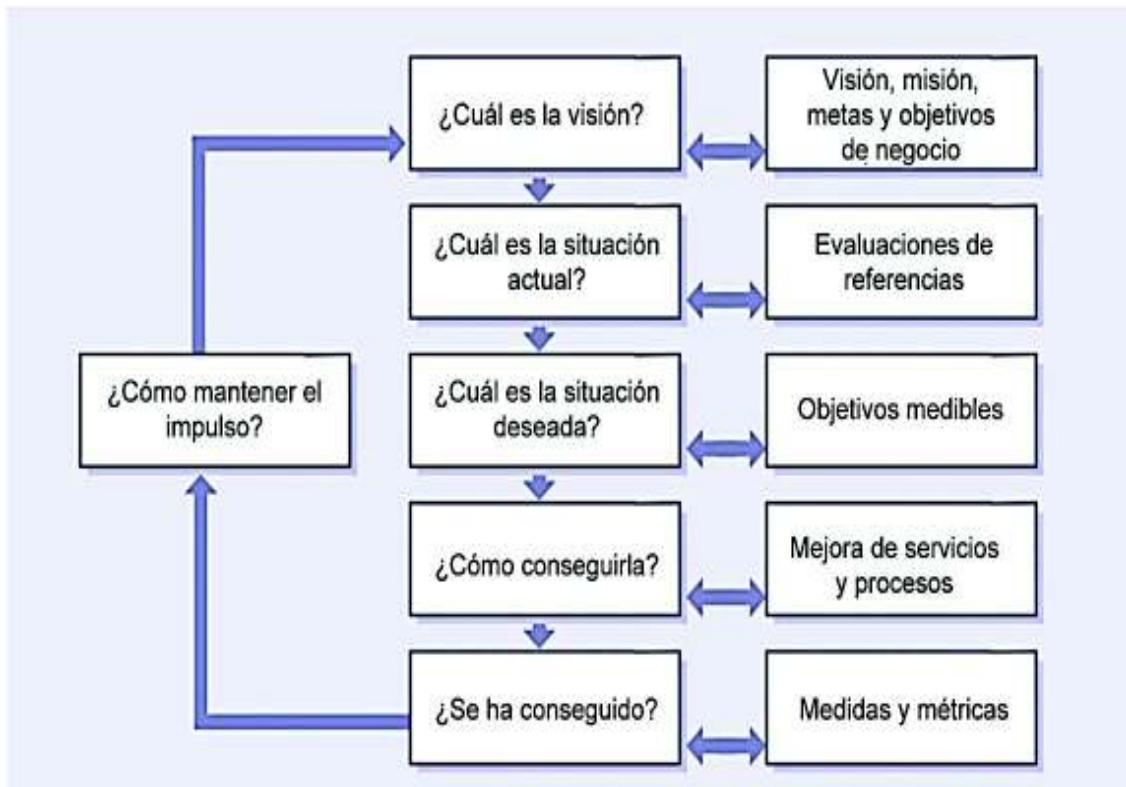 ¿Cuál es la visión?
Visión, misión,
metas y objetivos
de negocio
¿Cuál es la situación
actual?
Evaluaciones de
referencias
¿Cómo mantener el
impulso?
¿Cuál es la situación
deseada?
Objetivos medibles
¿Cómo conseguirla?
Mejora de servicios
y procesos
¿Se ha conseguido?
Medidas y métricas